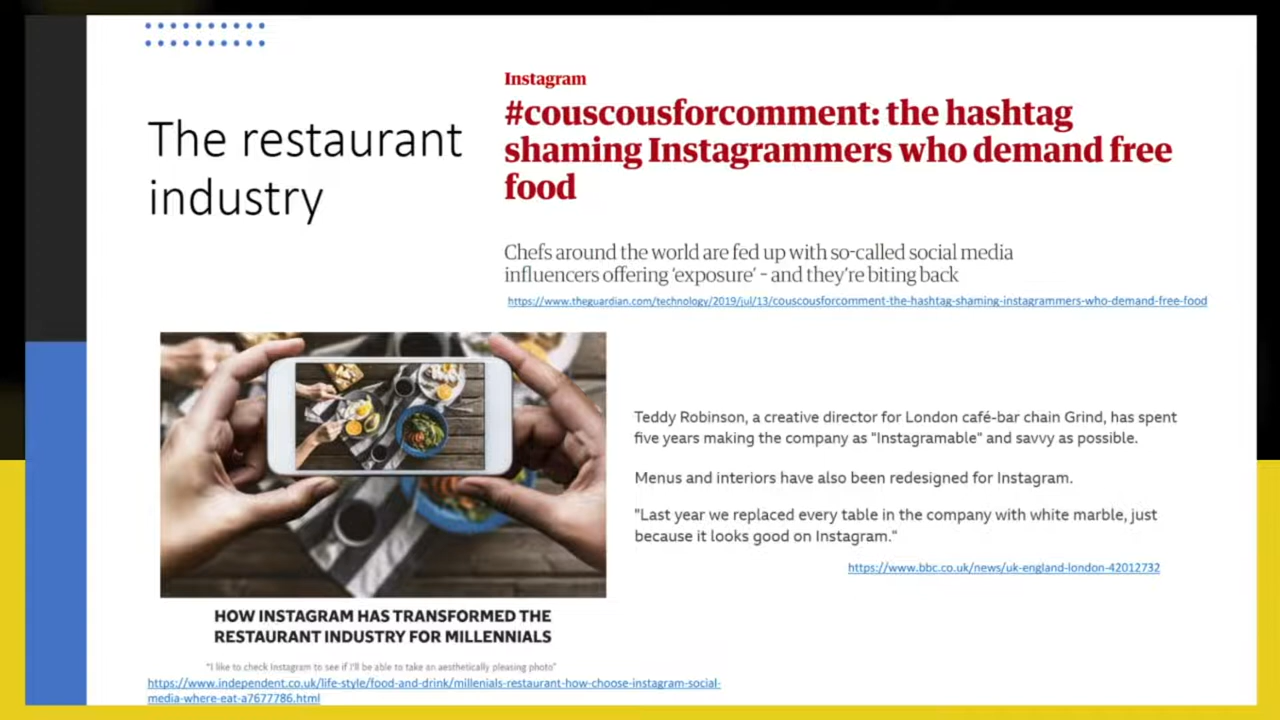 The restaurant
industry
Instagram
#couscousforcomment: the hashtag
shaming Instagrammers who demand free
food
Chefs around the world are fed up with so-called social media
influencers offering 'exposure' – and they're biting back
https://www.theguardian.com/technology/2019/jul/13/couscousforcomment-the-hashtag-shaming-instagrammers-who-demand-free-food
Teddy Robinson, a creative director for London café-bar chain Grind, has spent
five years making the company as "Instagramable" and savvy as possible.
Menus and interiors have also been redesigned for Instagram.
"Last year we replaced every table in the company with white marble, just
because it looks good on Instagram."
https://www.bbc.co.uk/news/uk-england-london-42012732
HOW INSTAGRAM HAS TRANSFORMED THE
RESTAURANT INDUSTRY FOR MILLENNIALS
"I like to check Instagram to see if I'll be able to take an aesthetically pleasing photo"
https://www.independent.co.uk/life-style/food-and-drink/millenials-restaurant-how-choose-instagram-social-
media-where-eat-a7677786.html